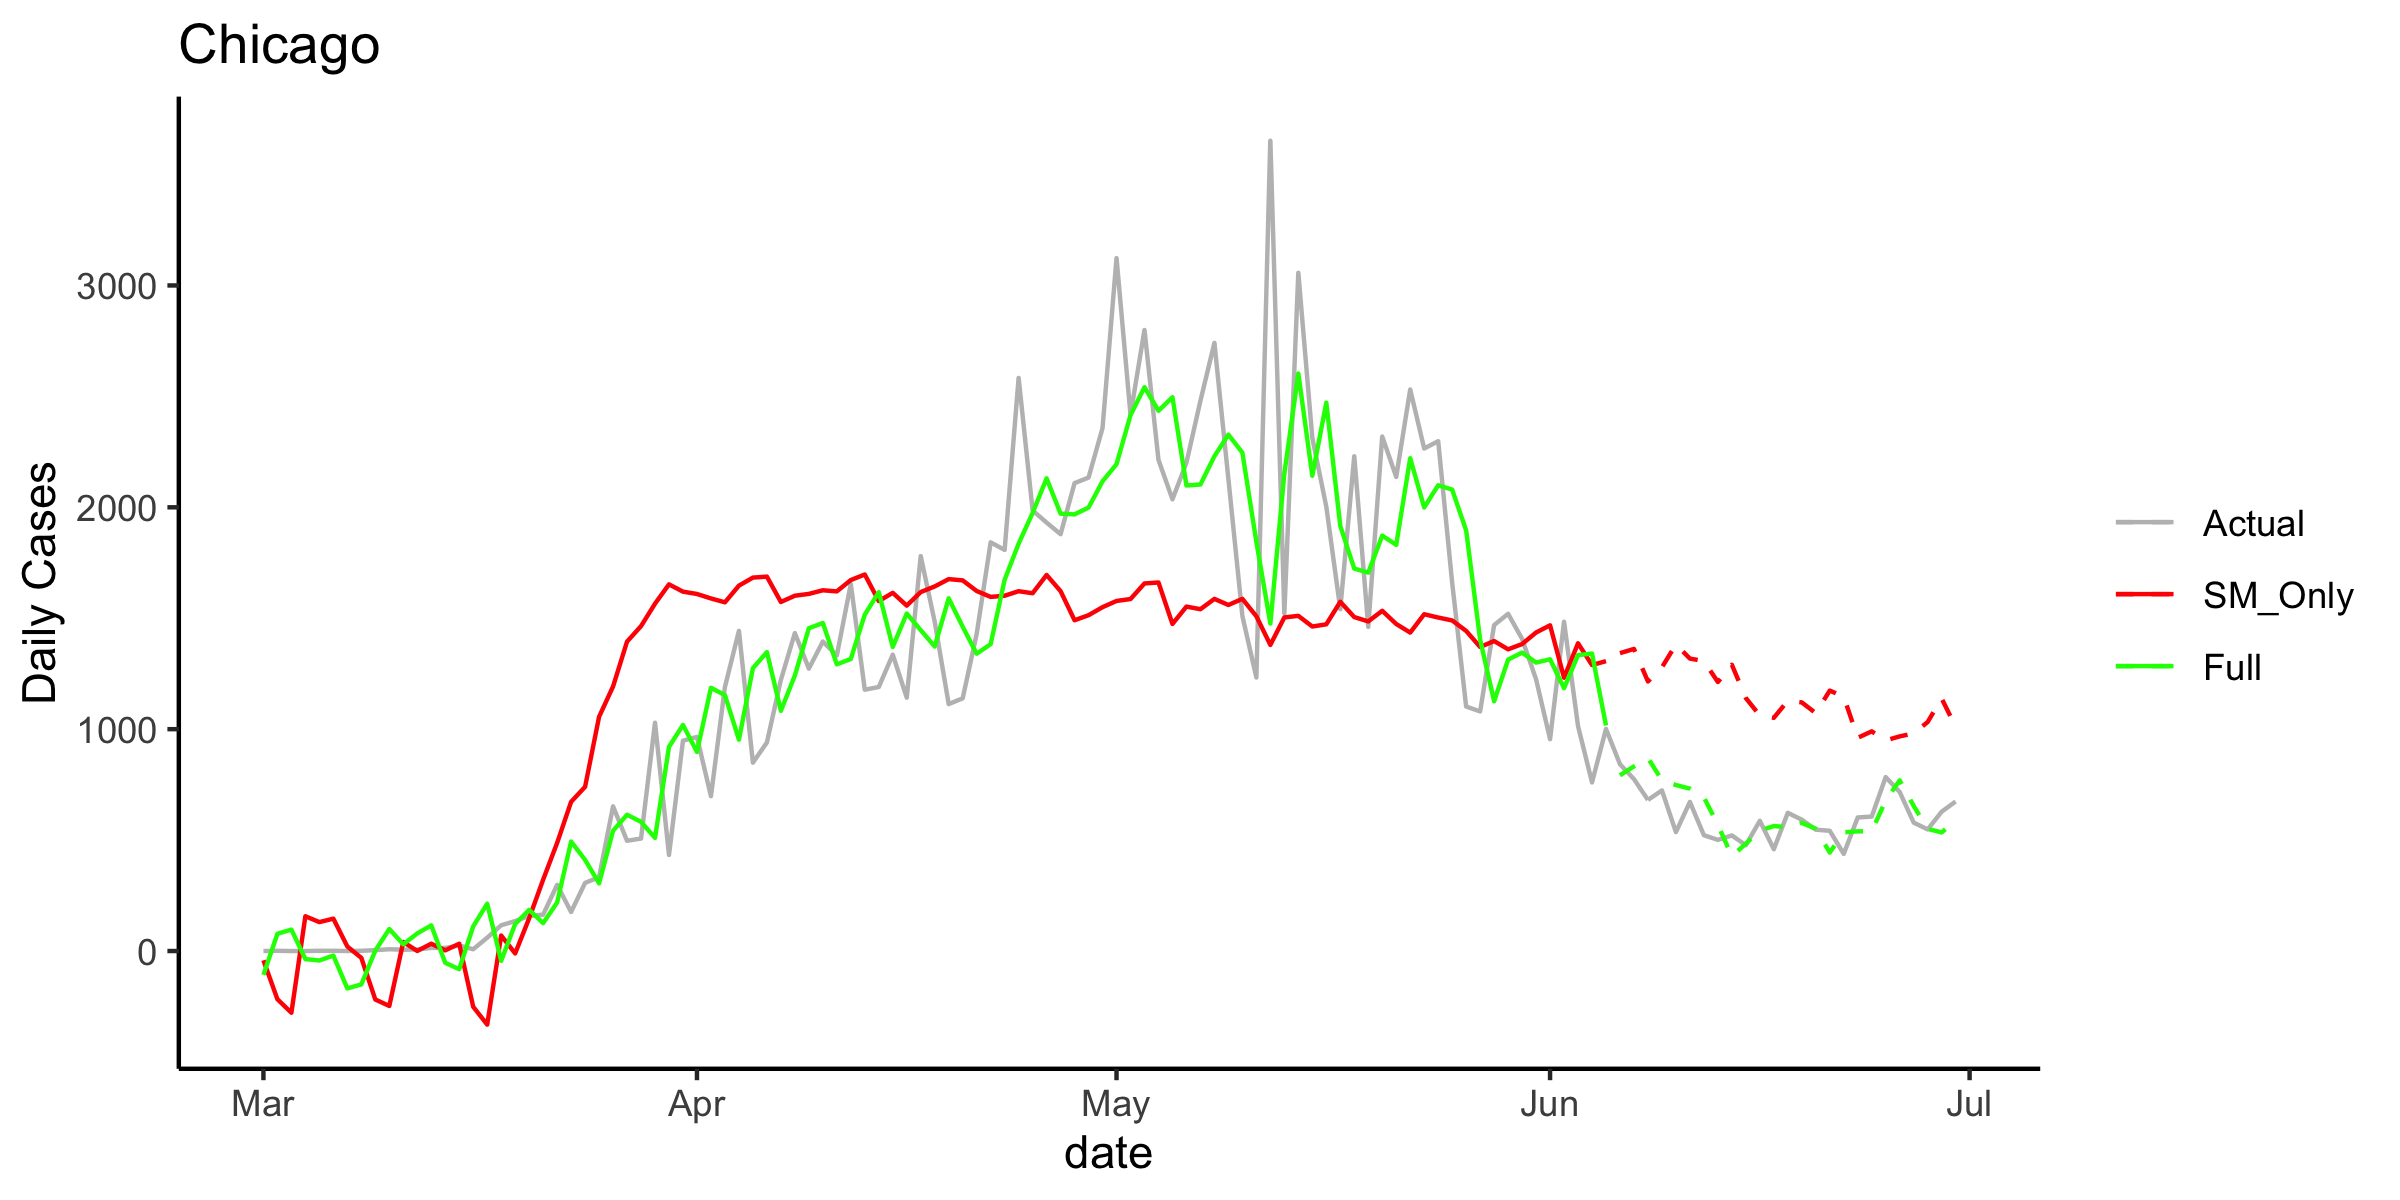 Chicago
Daily Cases
3000
2000
1000
0
Mar
Apr
May
Jun
Jul
date
Actual
SM_Only
Full